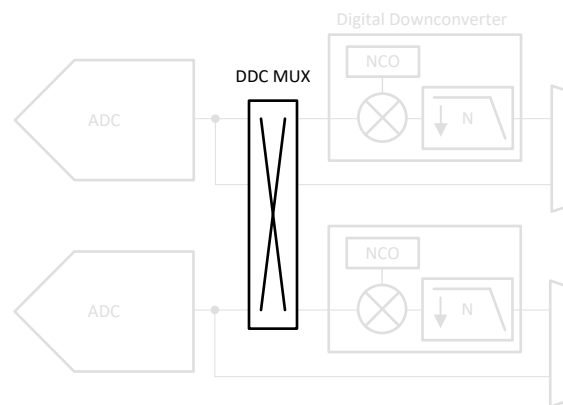 Digital Downconverter
NCO
DDC MUX
ADC
N
NCO
ADC
N